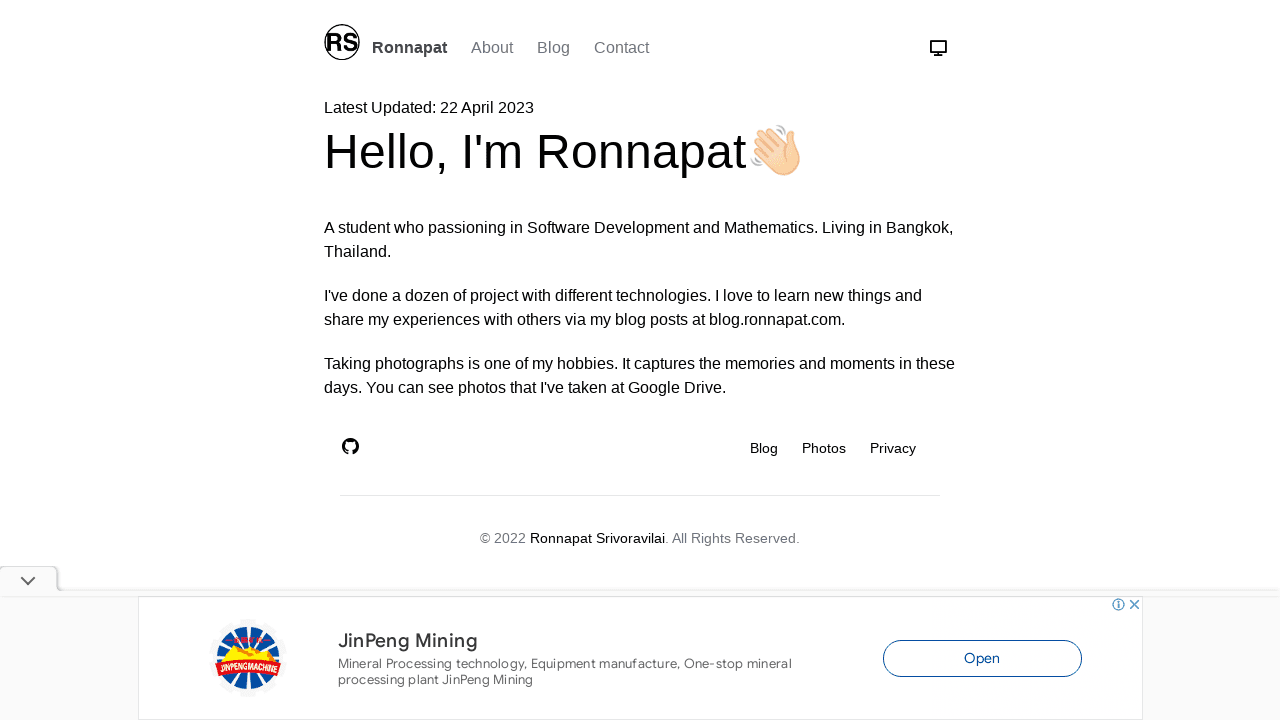 RS Ronnapat About Blog Contact
Latest Updated: 22 April 2023
Hello, I'm Ronnapat👋🏻
A student who passioning in Software Development and Mathematics. Living in Bangkok,
Thailand.
I've done a dozen of project with different technologies. I love to learn new things and
share my experiences with others via my blog posts at blog.ronnapat.com.
Taking photographs is one of my hobbies. It captures the memories and moments in these
days. You can see photos that I've taken at Google Drive.
Blog Photos Privacy
© 2022 Ronnapat Srivoravilai. All Rights Reserved.
JINPENGMACHINE
JinPeng Mining
Mineral Processing technology, Equipment manufacture, One-stop mineral
processing plant JinPeng Mining
Open